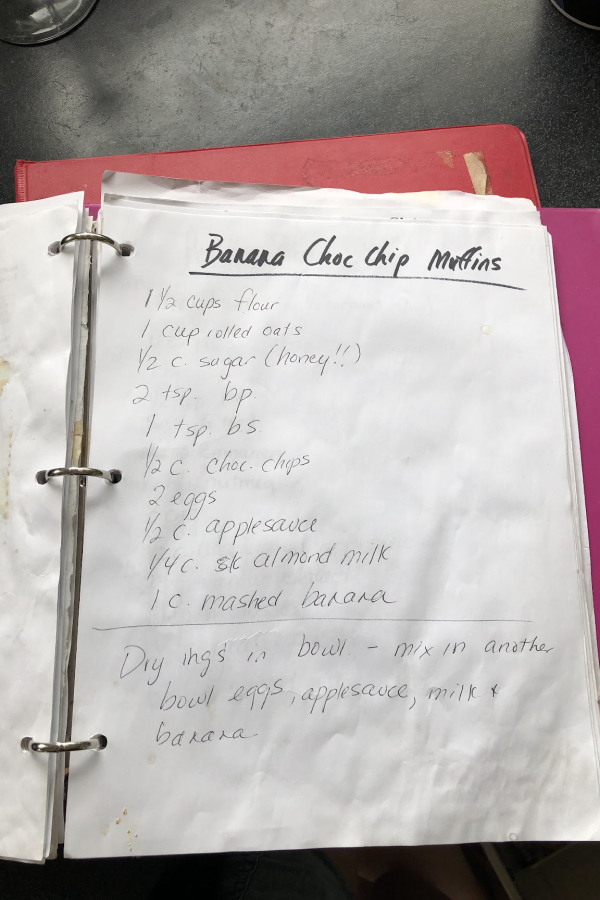 Banana Choc Chip Muffins
1 1/2 cups flour
1 cup rolled oats
1/2 c. sugar (honey!!)
2 tsp. bp.
1 tsp. bs
1/2 c. choc. chips
2 eggs
1/2 c. applesauce
1/4 c. almond milk
1 c. mashed banana
Dry ing's in bowl - mix in another
bowl eggs, applesauce, milk &
banana